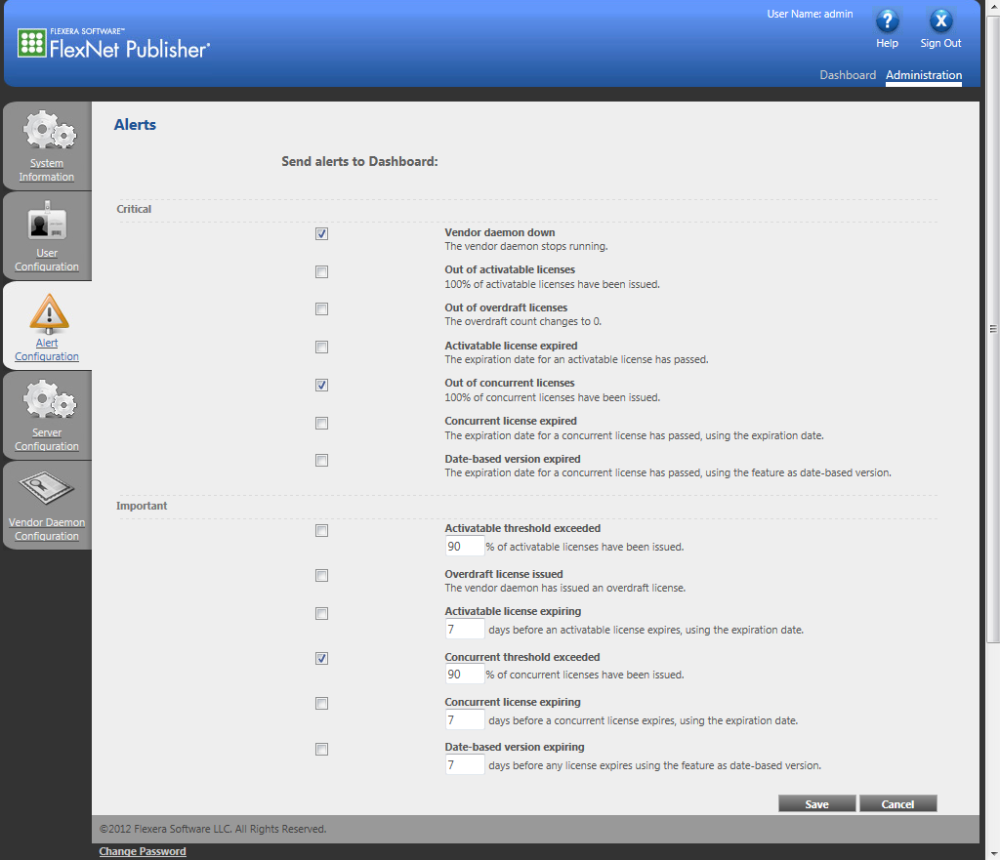 User Name: admin
FLEXERA SOFTWARE™
FlexNet Publisher®
Help
Sign Out
Dashboard
Administration
System
Information
User
Configuration
Alert
Configuration
Server
Configuration
Vendor Daemon
Configuration
Alerts
Send alerts to Dashboard:
Critical
Vendor daemon down
The vendor daemon stops running.
Out of activatable licenses
100% of activatable licenses have been issued.
Out of overdraft licenses
The overdraft count changes to 0.
Activatable license expired
The expiration date for an activatable license has passed.
Out of concurrent licenses
100% of concurrent licenses have been issued.
Concurrent license expired
The expiration date for a concurrent license has passed, using the expiration date.
Date-based version expired
The expiration date for a concurrent license has passed, using the feature as date-based version.
Important
Activatable threshold exceeded
90 % of activatable licenses have been issued.
Overdraft license issued
The vendor daemon has issued an overdraft license.
Activatable license expiring
7 days before an activatable license expires, using the expiration date.
Concurrent threshold exceeded
90 % of concurrent licenses have been issued.
Concurrent license expiring
7 days before a concurrent license expires, using the expiration date.
Date-based version expiring
7 days before any license expires using the feature as date-based version.
Save
Cancel
©2012 Flexera Software LLC. All Rights Reserved.
Change Password